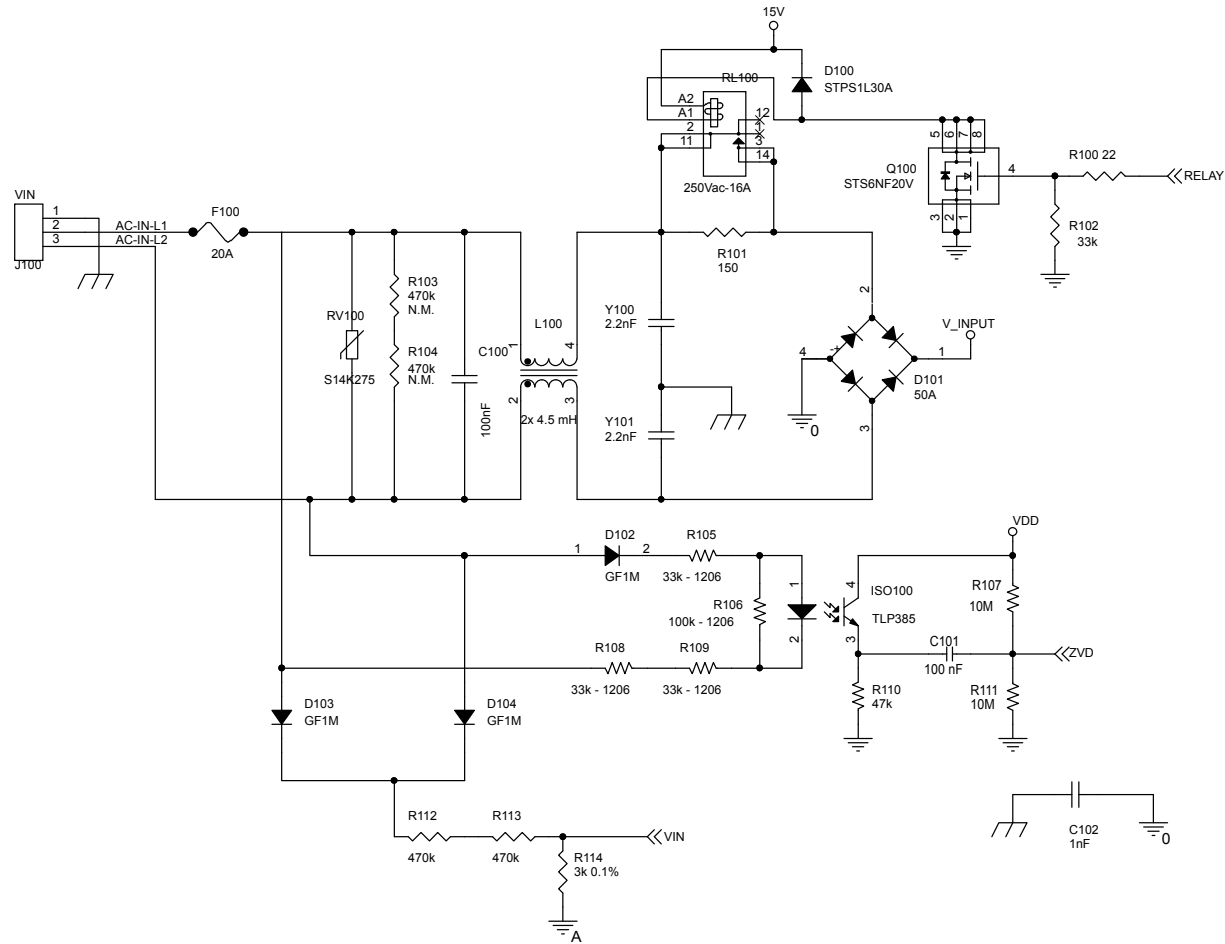 15V
D100
STPS1L30A
RL100
A2
A1
2
11
12
1
3
14
250Vac-16A
5
6
7
8
Q100
STS6NF20V
4
3
2
1
R100 22
RELAY
R102
33k
VIN
1
2
3
J100
AC-IN-L1
AC-IN-L2
F100
20A
R101
150
R103
470k
N.M.
RV100
S14K275
R104
470k
N.M.
C100
100nF
L100
1
4
2
3
2x 4.5 mH
Y100
2.2nF
Y101
2.2nF
2
V_INPUT
4
-+
1
D101
50A
3
0
D102
1
2
GF1M
R105
33k - 1206
R106
100k - 1206
1
2
4
3
ISO100
TLP385
VDD
R107
10M
C101
100 nF
ZVD
R108
33k - 1206
R109
33k - 1206
R110
47k
R111
10M
D103
GF1M
D104
GF1M
R112
470k
R113
470k
VIN
R114
3k 0.1%
A
C102
1nF
0